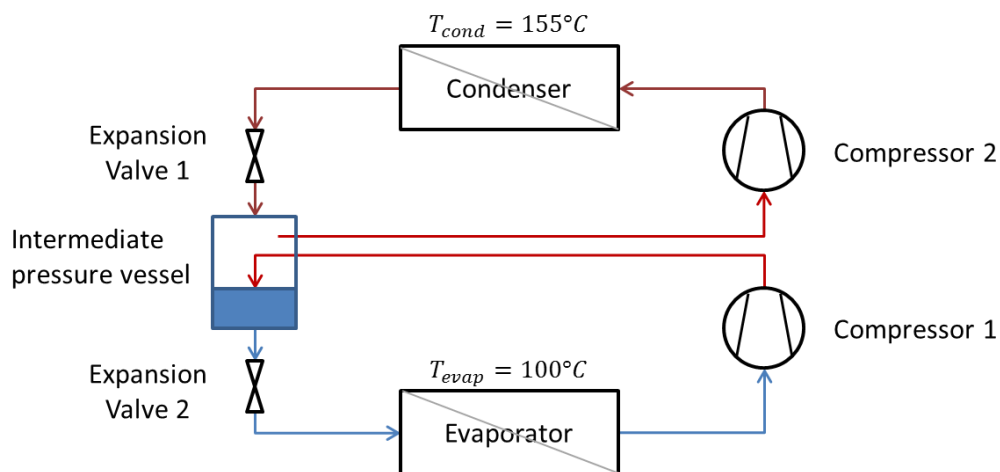 T_cond = 155°C
Condenser
Expansion
Valve 1
Compressor 2
Intermediate
pressure vessel
Compressor 1
Expansion
Valve 2
T_evap = 100°C
Evaporator